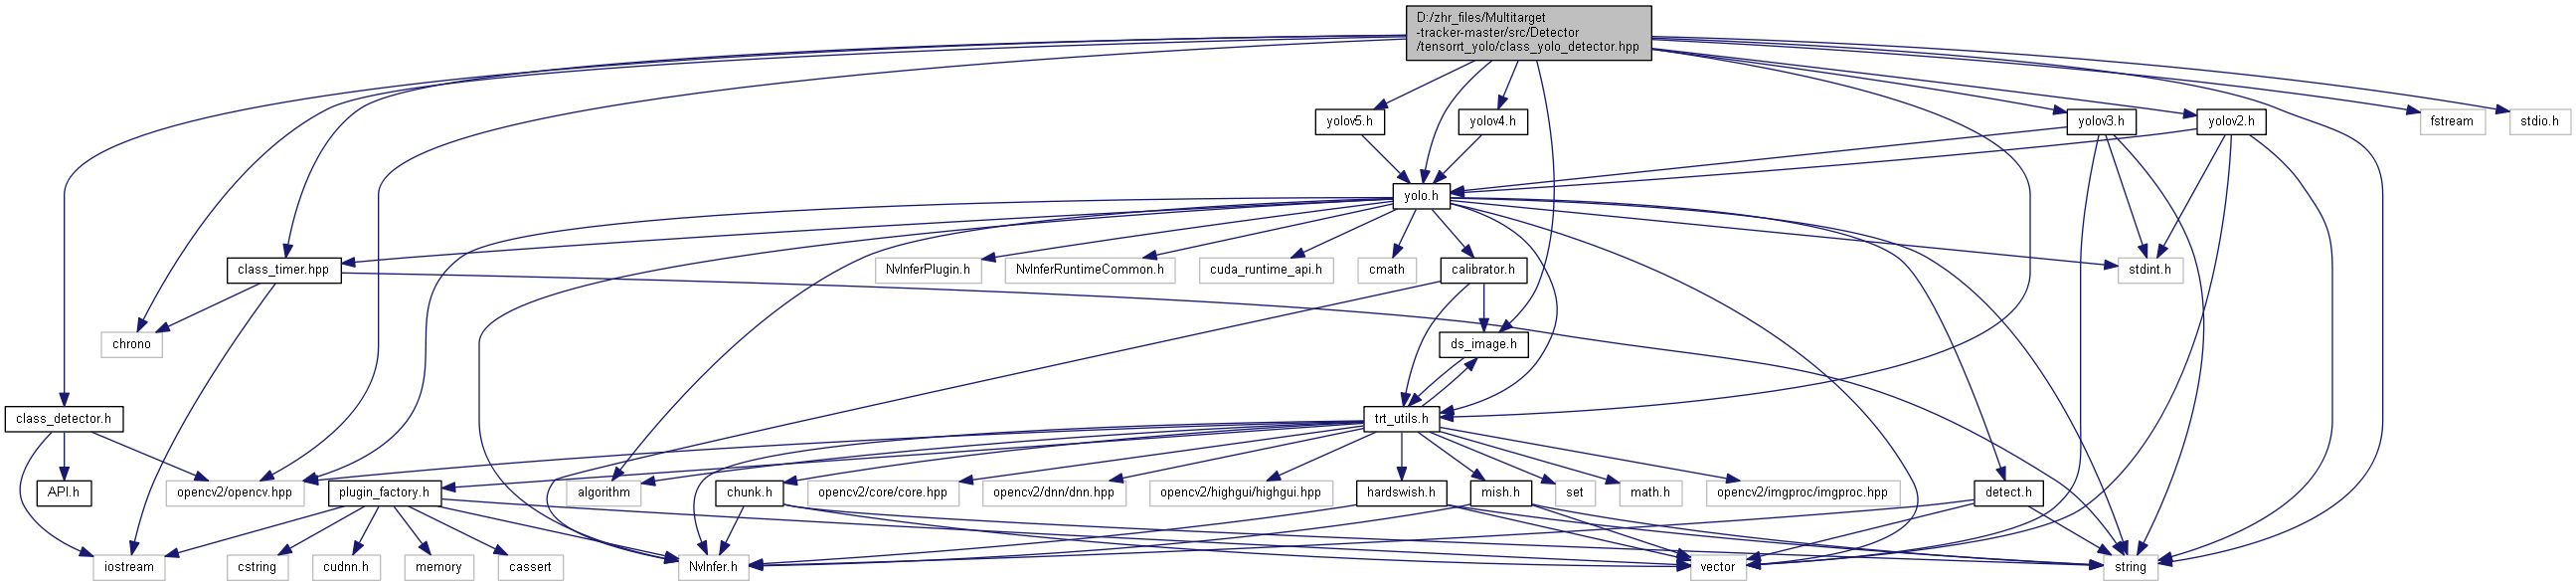 D:/zhr_files/Multitarget
-tracker-master/src/Detector
/tensorrt_yolo/class_yolo_detector.hpp
yolov5.h
yolov4.h
yolov3.h
yolov2.h
fstream
stdio.h
yolo.h
class_timer.hpp
NvInferPlugin.h
NvInferRuntimeCommon.h
cuda_runtime_api.h
cmath
calibrator.h
stdint.h
chrono
ds_image.h
class_detector.h
trt_utils.h
API.h
opencv2/opencv.hpp
plugin_factory.h
algorithm
chunk.h
opencv2/core/core.hpp
opencv2/dnn/dnn.hpp
opencv2/highgui/highgui.hpp
hardswish.h
mish.h
set
math.h
opencv2/imgproc/imgproc.hpp
detect.h
iostream
cstring
cudnn.h
memory
cassert
NvInfer.h
vector
string